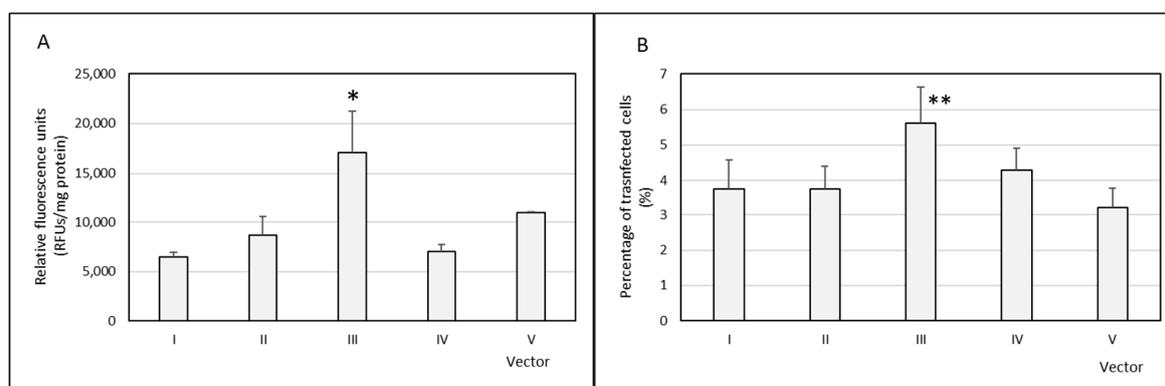 A
Relative fluorescence units
(RFUs/mg protein)
25,000
20,000
15,000
10,000
5,000
0
*
I II III IV V
Vector
B
Percentage of trasnfected cells
(%)
7
6
5
4
3
2
1
0
**
I II III IV V
Vector